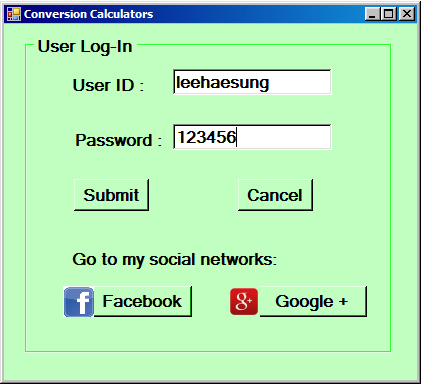 Conversion Calculators
User Log-In
User ID : leehaesung
Password : 123456
Submit Cancel
Go to my social networks:
f Facebook g+ Google +